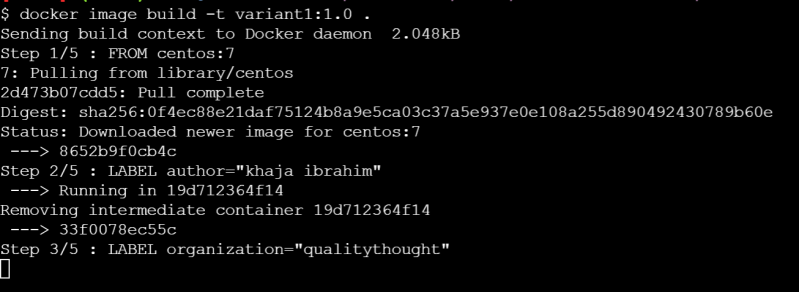 $ docker image build -t variant1:1.0 .
Sending build context to Docker daemon  2.048kB
Step 1/5 : FROM centos:7
7: Pulling from library/centos
2d473b07cdd5: Pull complete
Digest: sha256:0f4ec88e21daf75124b8a9e5ca03c37a5e937e0e108a255d890492430789b60e
Status: Downloaded newer image for centos:7
 ---> 8652b9f0cb4c
Step 2/5 : LABEL author="khaja ibrahim"
 ---> Running in 19d712364f14
Removing intermediate container 19d712364f14
 ---> 33f0078ec55c
Step 3/5 : LABEL organization="qualitythought"